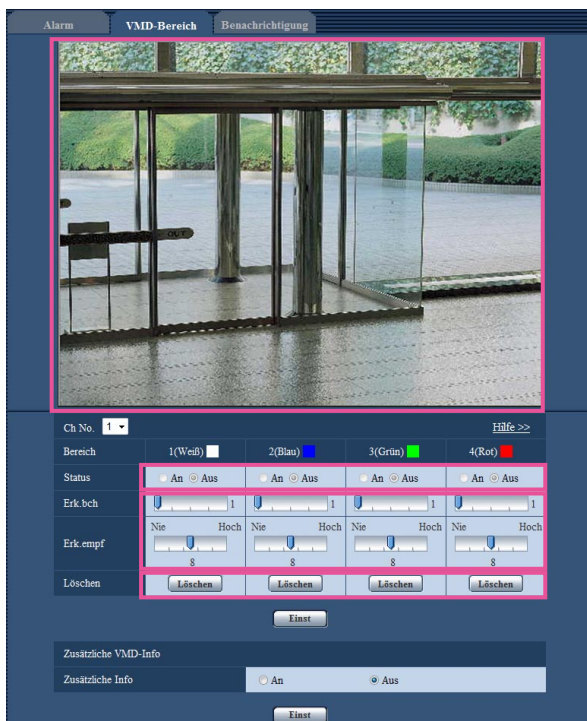 Alarm VMD-Bereich Benachrichtigung
OUT
Ch No. 1 Hilfe >>
Bereich 1(Weiß) 2(Blau) 3(Grün) 4(Rot)
Status An Aus An Aus An Aus An Aus
Erk.bch 1 1 1 1
Nie Hoch Nie Hoch Nie Hoch Nie Hoch
Erk.empf
8 8 8 8
Löschen Löschen Löschen Löschen Löschen
Einst
Zusätzliche VMD-Info
Zusätzliche Info An Aus
Einst